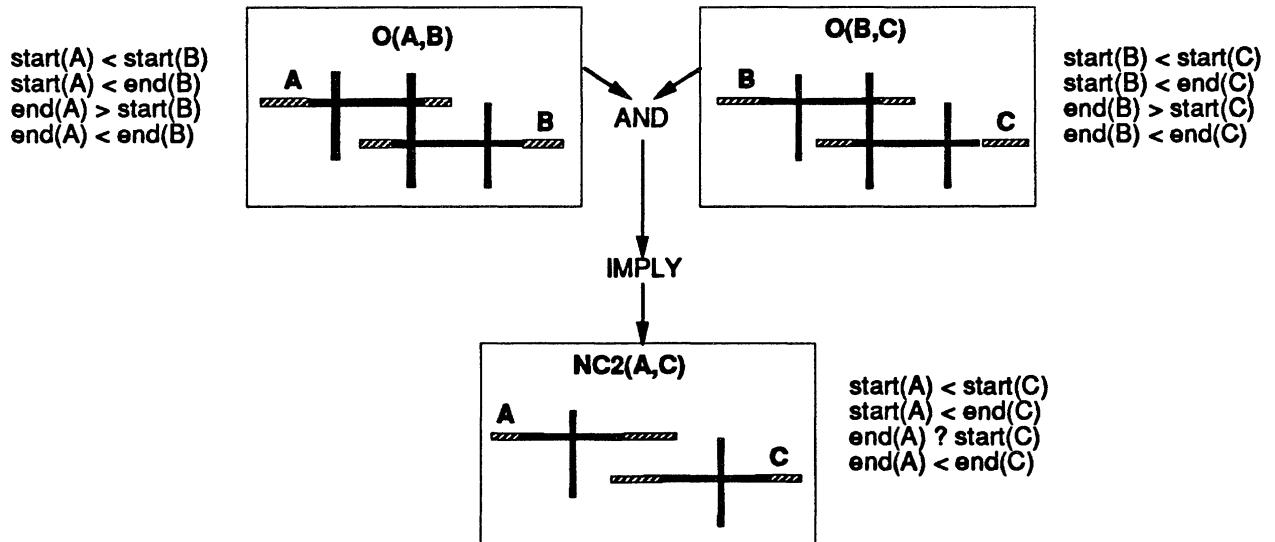 O(A,B)
A
B
start(A) < start(B)
start(A) < end(B)
end(A) > start(B)
end(A) < end(B)
AND
O(B,C)
B
C
start(B) < start(C)
start(B) < end(C)
end(B) > start(C)
end(B) < end(C)
IMPLY
NC2(A,C)
A
C
start(A) < start(C)
start(A) < end(C)
end(A) ? start(C)
end(A) < end(C)